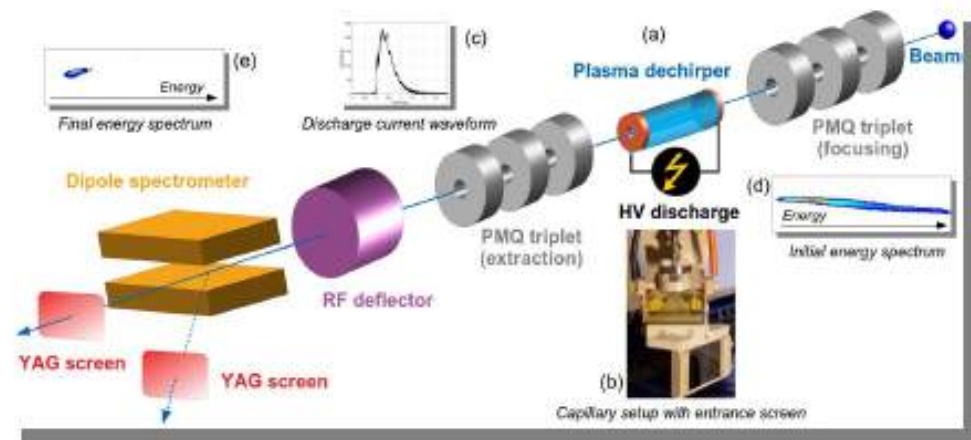 (a)
Beam
Plasma dechirper
PMQ triplet
(focusing)
(c)
Discharge current waveform
(e)
Energy
Final energy spectrum
Dipole spectrometer
HV discharge
(d)
Energy
Initial energy spectrum
PMQ triplet
(extraction)
RF deflector
YAG screen
YAG screen
(b)
Capillary setup with entrance screen